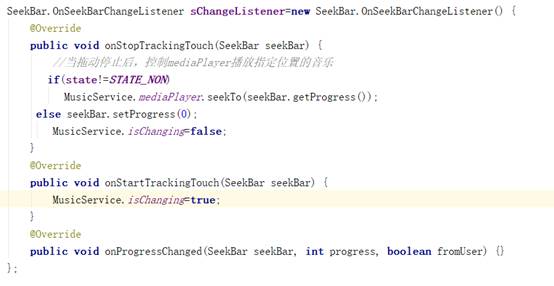 SeekBar.OnSeekBarChangeListener sChangeListener=new SeekBar.OnSeekBarChangeListener() {
@Override
public void onStopTrackingTouch(SeekBar seekBar) {
//当拖动停止后，控制mediaPlayer播放指定位置的音乐
if(state!=STATE_NON)
MusicService.mediaPlayer.seekTo(seekBar.getProgress());
else seekBar.setProgress(0);
MusicService.isChanging=false;
}
@Override
public void onStartTrackingTouch(SeekBar seekBar) {
MusicService.isChanging=true;
}
@Override
public void onProgressChanged(SeekBar seekBar, int progress, boolean fromUser) {}
};